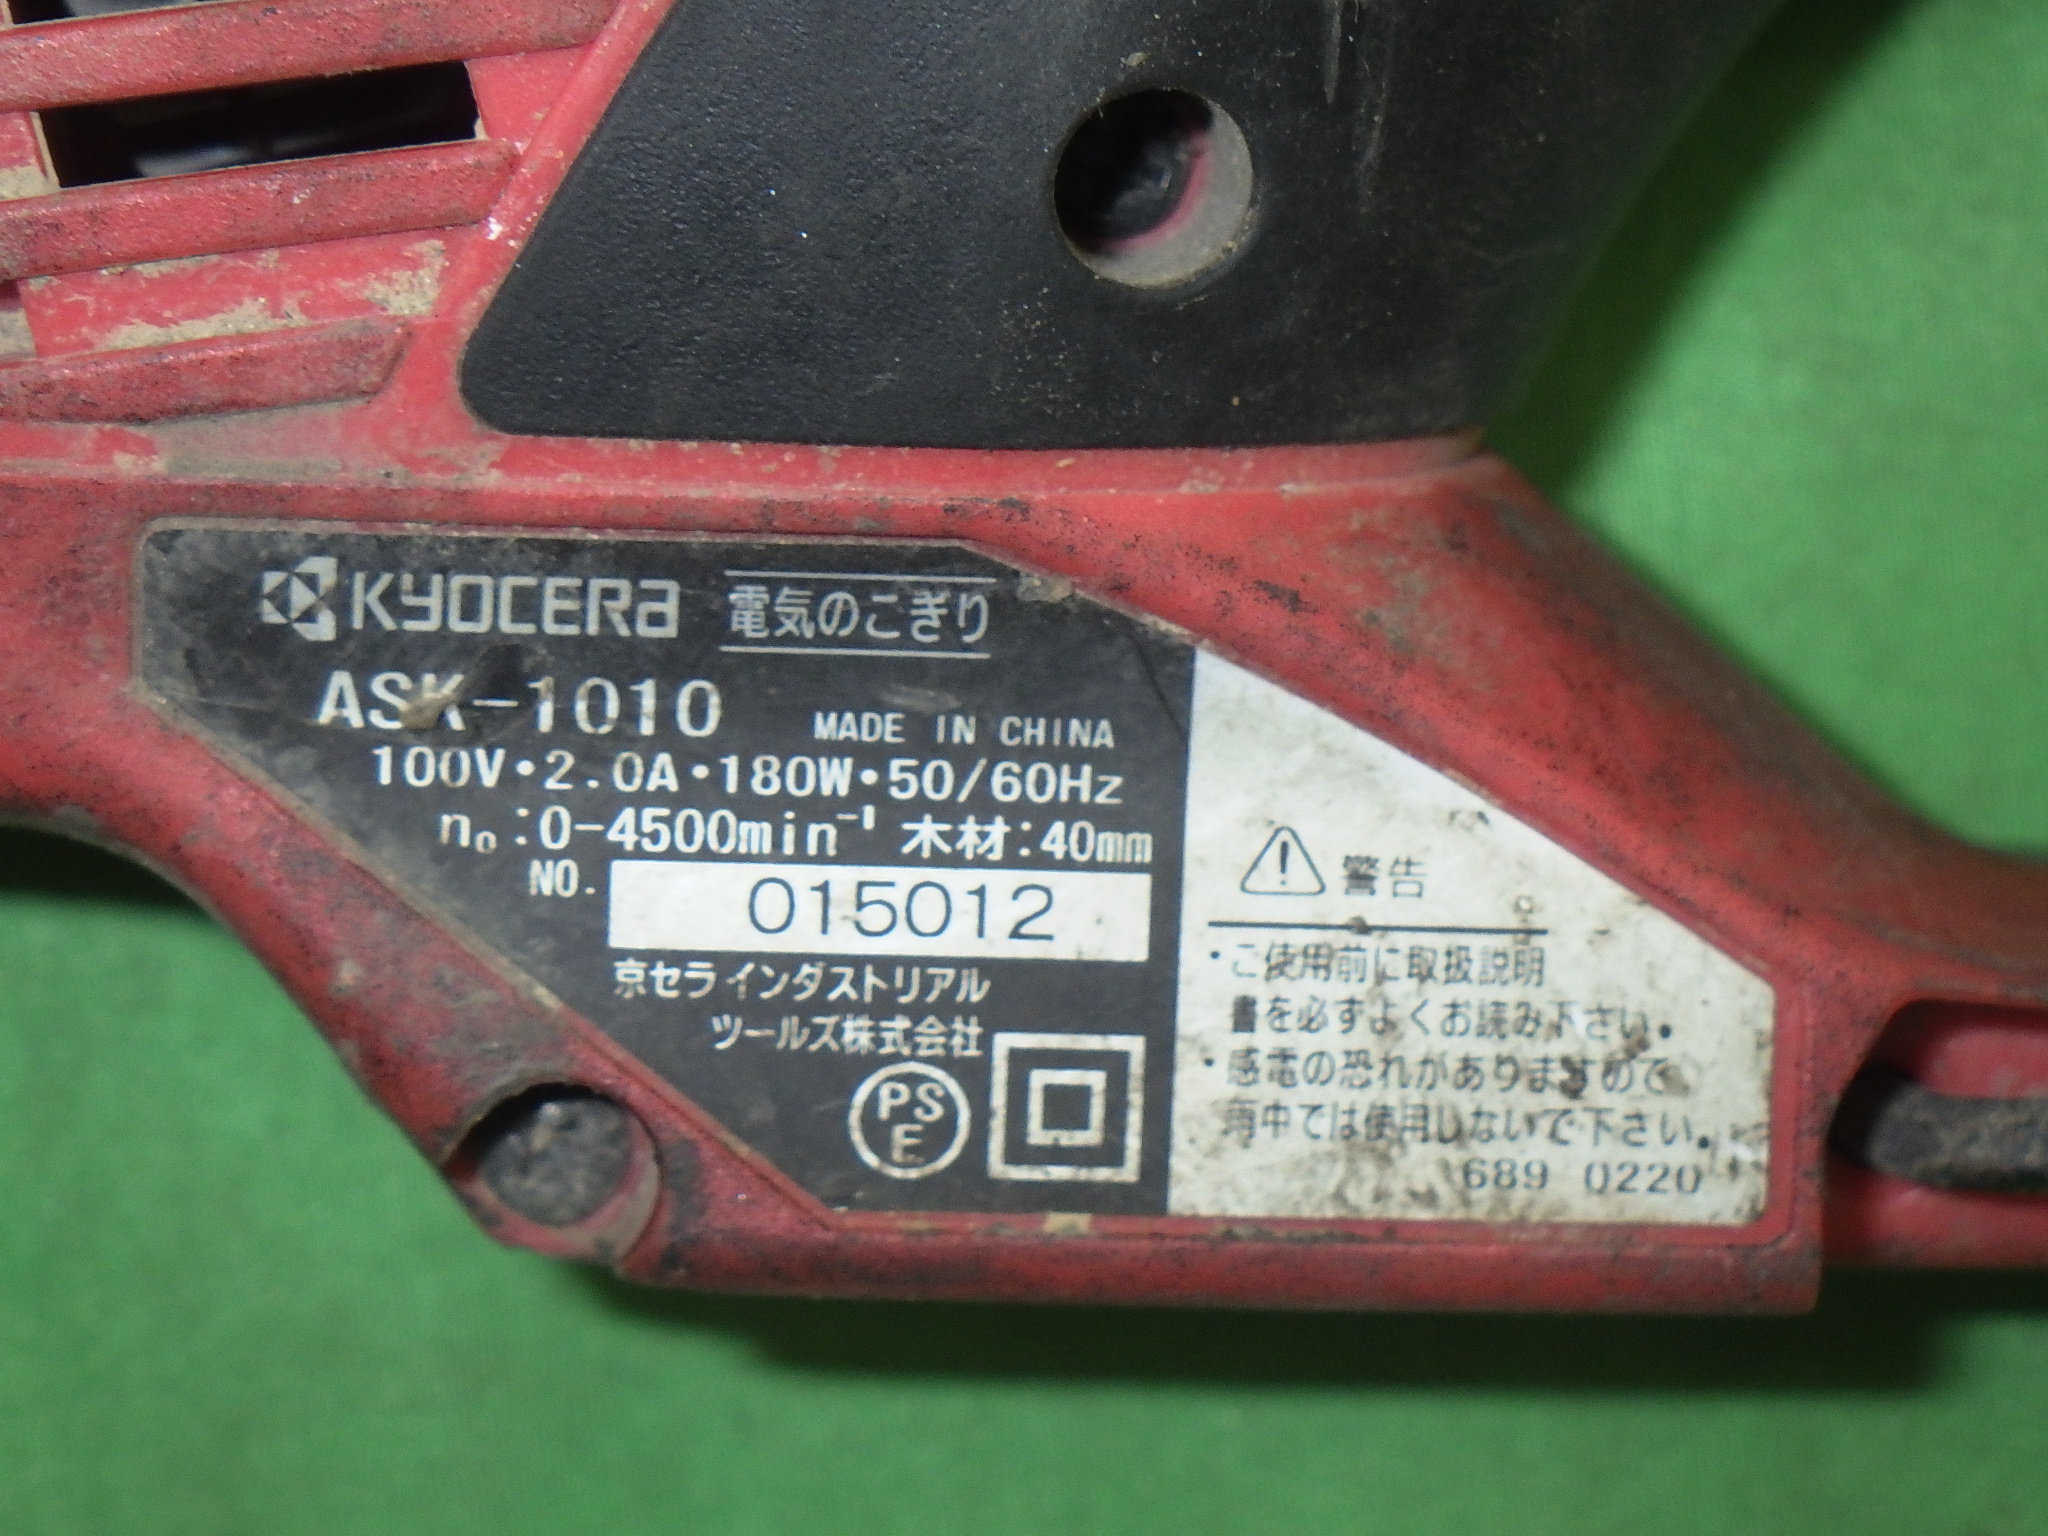 KYOCERA 電気のこぎり
ASK-1010 MADE IN CHINA
100V・2.0A・180W・50/60Hz
n₀:0-4500min⁻¹ 木材:40mm
NO. 015012
京セラインダストリアル
ツールズ株式会社
PS
E
⚠ 警告
・ご使用前に取扱説明
書を必ずよくお読み下さい。
・感電の恐れがありますので
雨中では使用しないで下さい。
689 0220